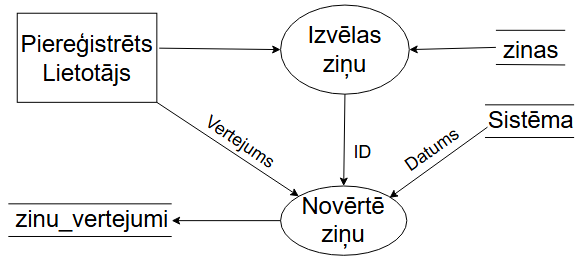 Piereģistrēts
Lietotājs
Izvēlas
ziņu
zinas
Sistēma
Vertejums
ID
Datums
Novērtē
ziņu
zinu_vertejumi